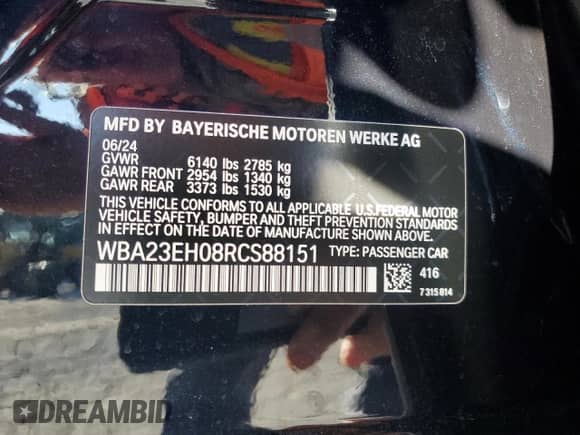 MFD BY BAYERISCHE MOTOREN WERKE AG
06/24
GVWR 6140 lbs 2785 kg
GAWR FRONT 2954 lbs 1340 kg
GAWR REAR 3373 lbs 1530 kg
THIS VEHICLE CONFORMS TO ALL APPLICABLE U.S.FEDERAL MOTOR
VEHICLE SAFETY, BUMPER AND THEFT PREVENTION STANDARDS
IN EFFECT ON THE DATE OF MANUFACTURE SHOWN ABOVE.
WBA23EH08RCS88151 TYPE: PASSENGER CAR
416
7315814
DREAMBID